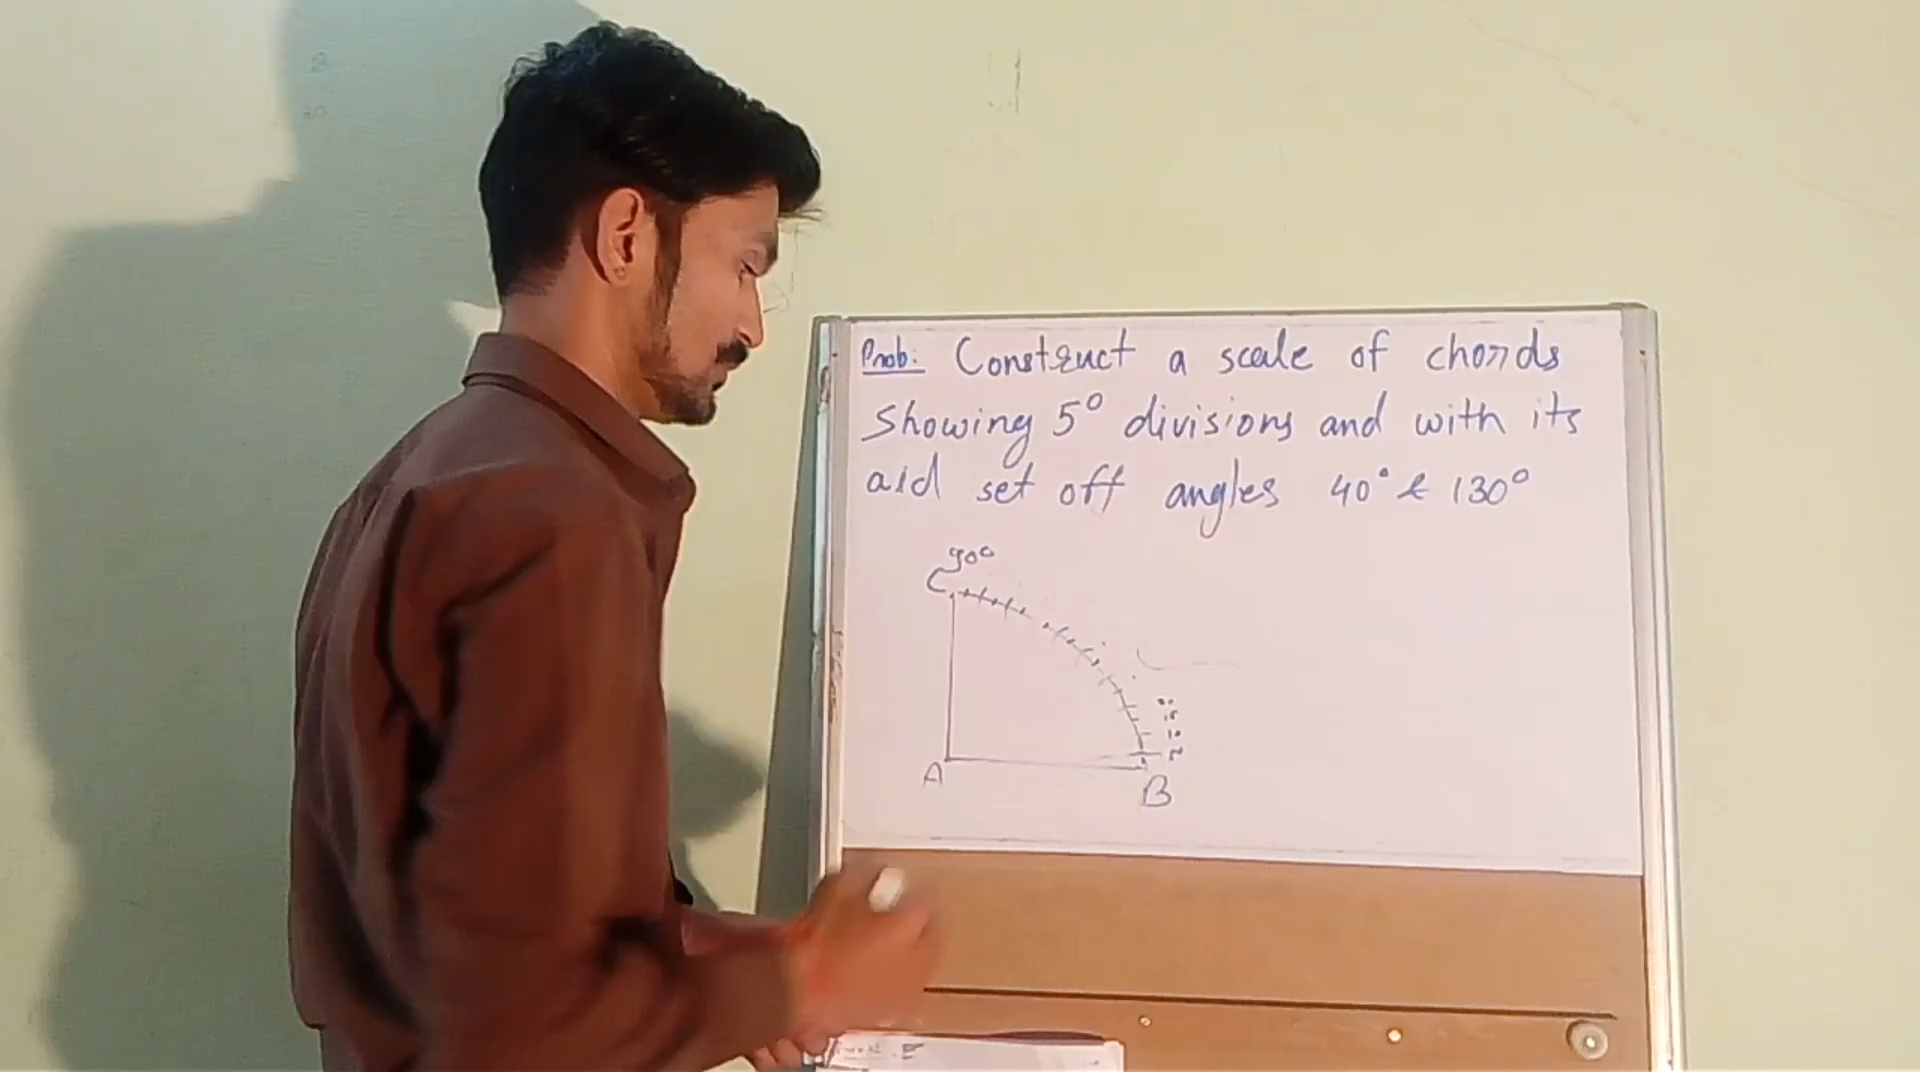 Prob: Construct a scale of chords
Showing 5° divisions and with its
aid set off angles 40° & 130°
90°
C
A
B